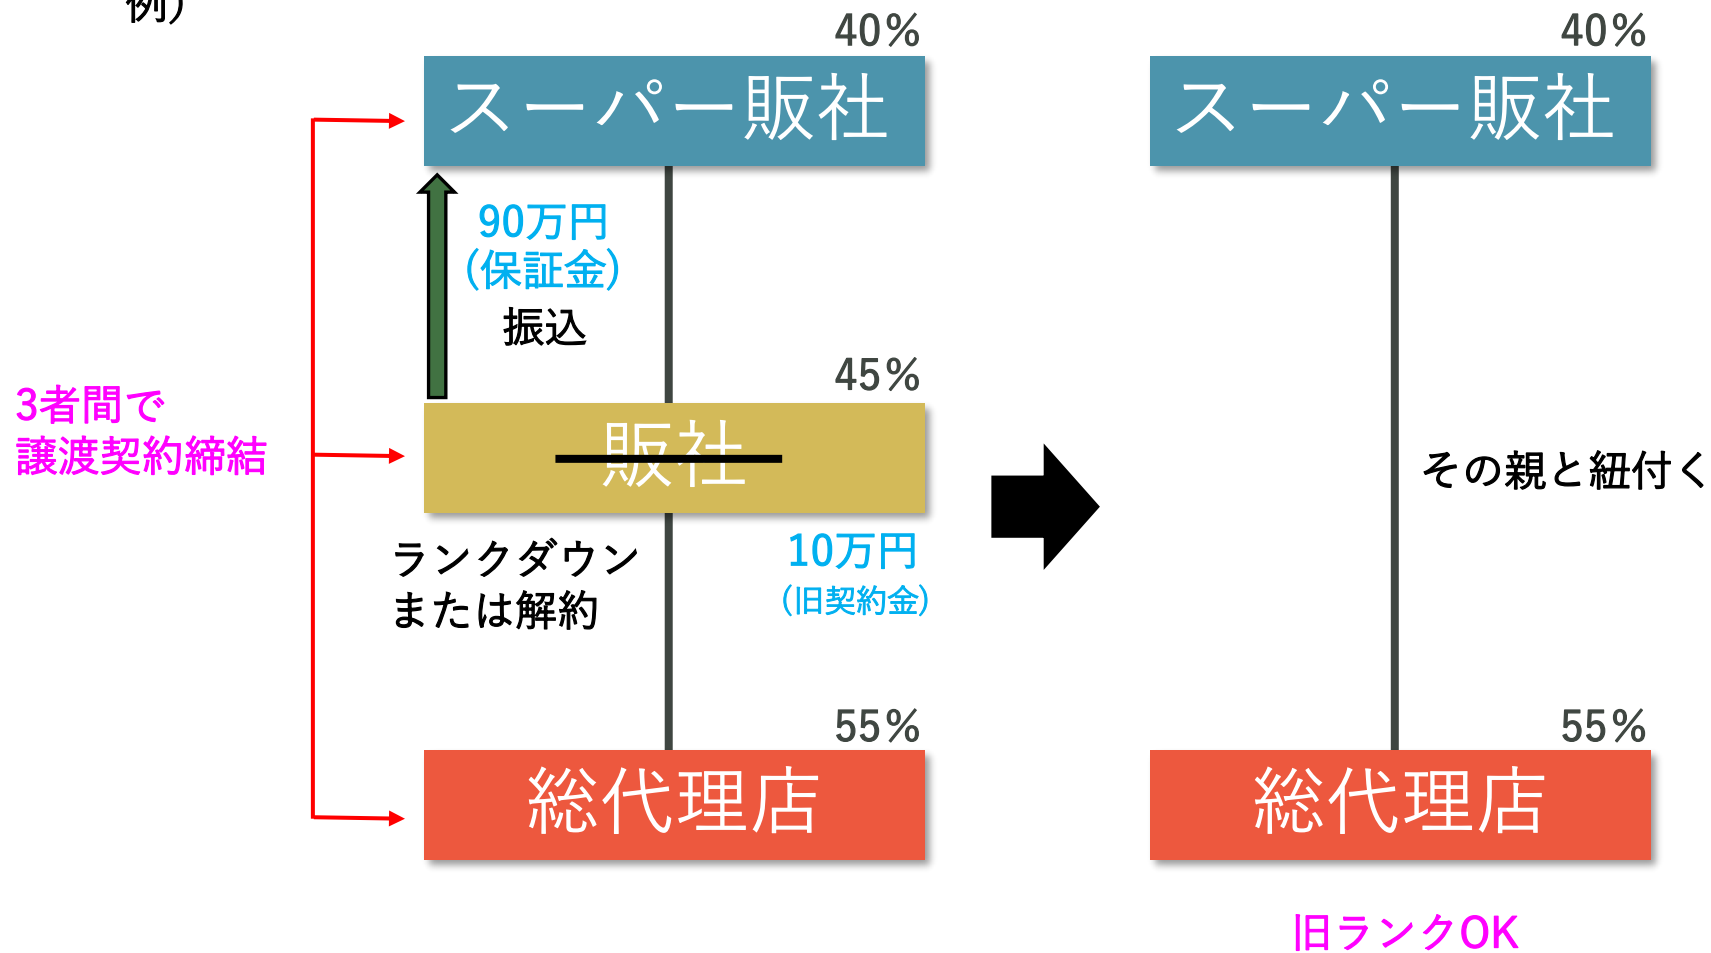 例）
40%
スーパー販社
90万円
（保証金）
振込
45%
3者間で
譲渡契約締結
販社
ランクダウン
または解約
10万円
（旧契約金）
55%
総代理店
40%
スーパー販社
その親と紐付く
55%
総代理店
旧ランクOK